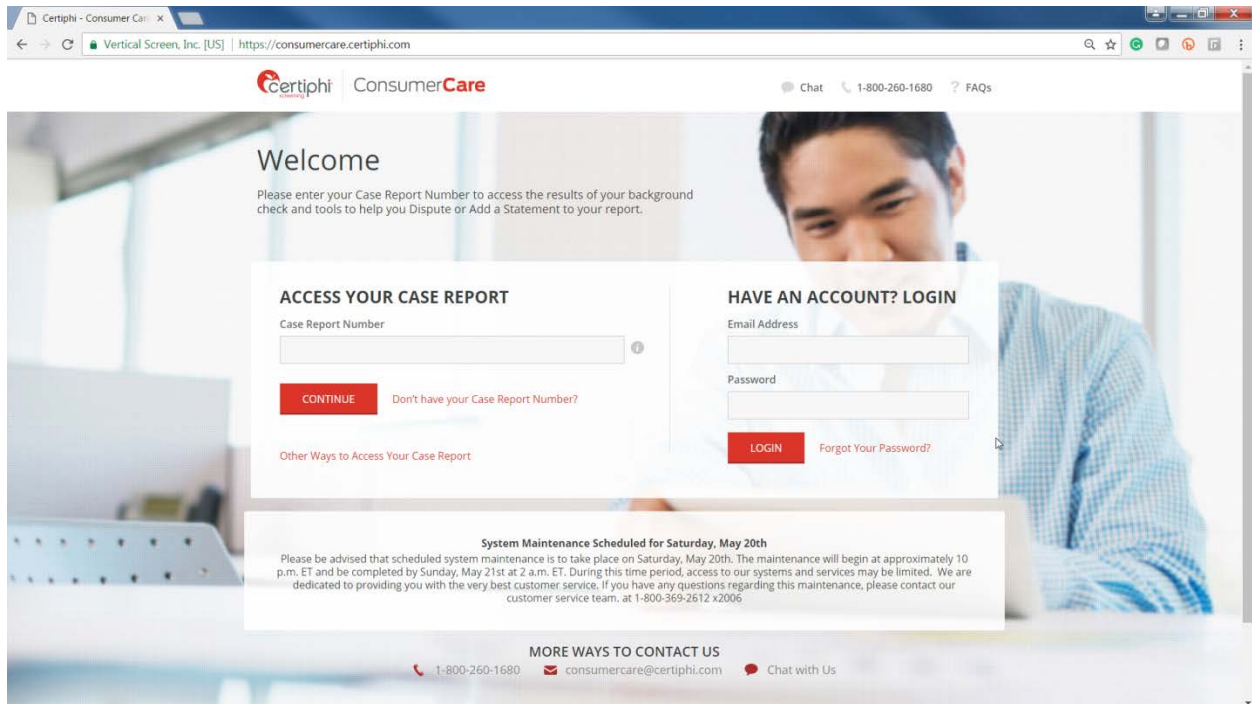 Certiphi - Consumer Car
Vertical Screen, Inc. [US] | https://consumercare.certiphi.com
certiphi screening ConsumerCare
Chat 1-800-260-1680 ? FAQs
Welcome
Please enter your Case Report Number to access the results of your background
check and tools to help you Dispute or Add a Statement to your report.
ACCESS YOUR CASE REPORT
Case Report Number
CONTINUE Don't have your Case Report Number?
Other Ways to Access Your Case Report
HAVE AN ACCOUNT? LOGIN
Email Address
Password
LOGIN Forgot Your Password?
System Maintenance Scheduled for Saturday, May 20th
Please be advised that scheduled system maintenance is to take place on Saturday, May 20th. The maintenance will begin at approximately 10
p.m. ET and be completed by Sunday, May 21st at 2 a.m. ET. During this time period, access to our systems and services may be limited. We are
dedicated to providing you with the very best customer service. If you have any questions regarding this maintenance, please contact our
customer service team. at 1-800-369-2612 x2006
MORE WAYS TO CONTACT US
1-800-260-1680 consumercare@certiphi.com Chat with Us